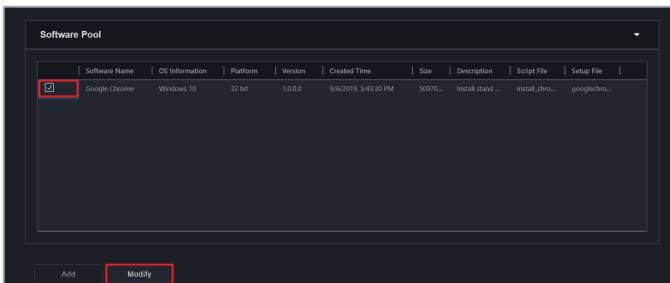 Software Pool
Software Name OS Information Platform Version Created Time Size Description Script File Setup File
Google Chrome Windows 10 32 bit 1.0.0.0 9/6/2019, 5:43:30 PM 50970... Install stand ... install_chro... googlechro...
Add Modify